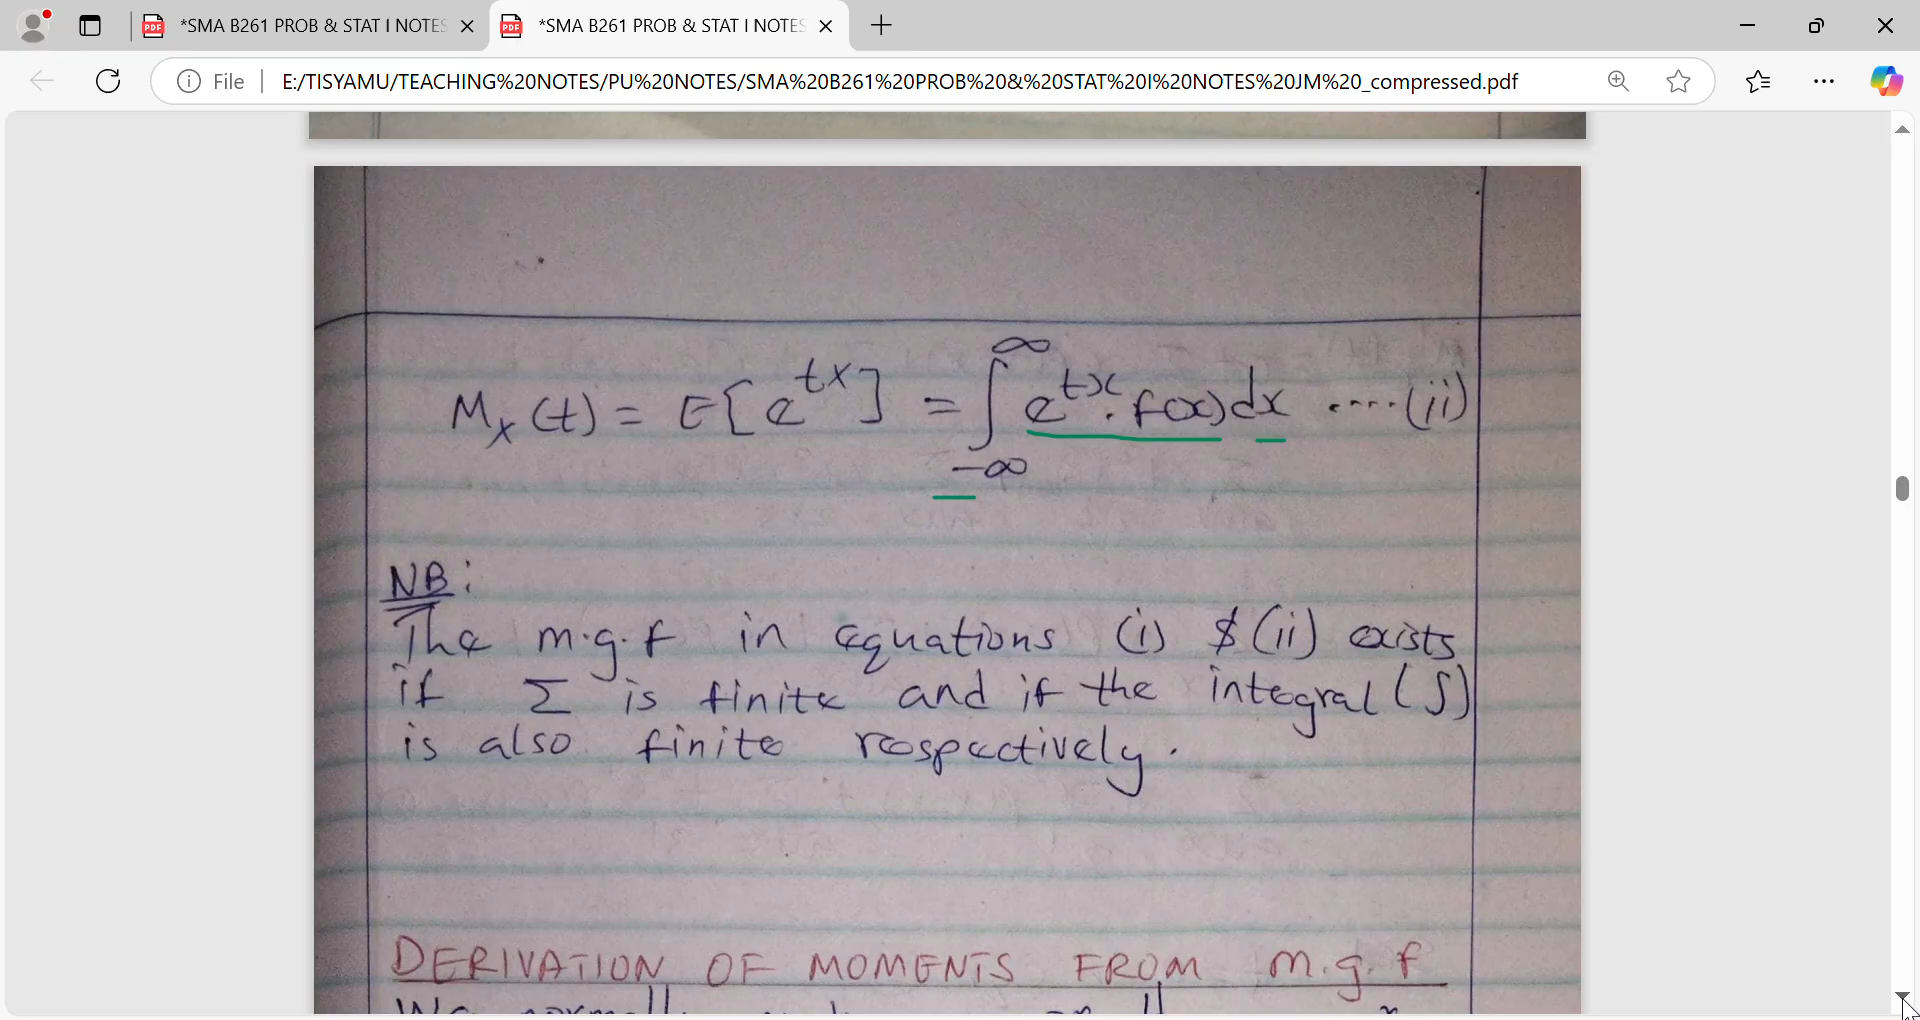 *SMA B261 PROB & STAT I NOTES
*SMA B261 PROB & STAT I NOTES
File
E:/TISYAMU/TEACHING%20NOTES/PU%20NOTES/SMA%20B261%20PROB%20&%20STAT%20I%20NOTES%20JM%20_compressed.pdf
Mx(t) = E[e^tx] = ∫_-∞^∞ e^tx . f(x) dx ....(ii)
NB:
The m.g.f in equations (i) $ (ii) exists
if Σ is finite and if the integral (∫)
is also finite respectively.
DERIVATION OF MOMENTS FROM m.g.f